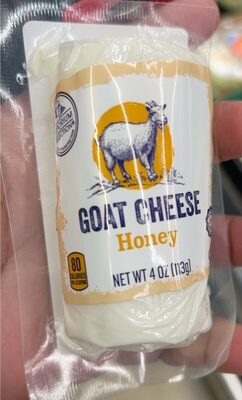 GOAT CHEESE
Honey
80
CALORIES
NET WT 4 OZ (113g)